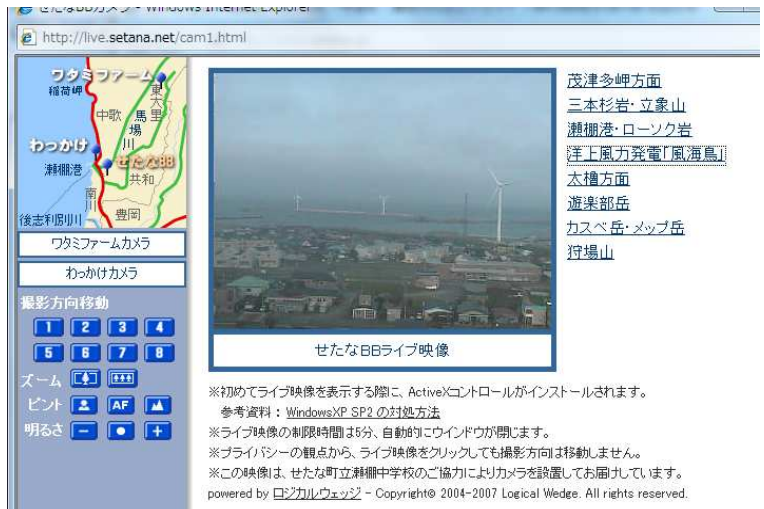 せたなBBカメラ - Windows Internet Explorer
http://live.setana.net/cam1.html
ワタミファーム
稲荷岬
東大里
中歌
馬場川
わっかけ
せたなBB
瀬棚港
共和
南川
豊岡
後志利別川
ワタミファームカメラ
わっかけカメラ
撮影方向移動
1 2 3 4
5 6 7 8
ズーム
ピント AF
明るさ － ● ＋
せたなBBライブ映像
茂津多岬方面
三本杉岩・立象山
瀬棚港・ローソク岩
洋上風力発電「風海鳥」
太櫓方面
遊楽部岳
カスベ岳・メップ岳
狩場山
※初めてライブ映像を表示する際に、ActiveXコントロールがインストールされます。
参考資料：WindowsXP SP2 の対処方法
※ライブ映像の制限時間は5分、自動的にウインドウが閉じます。
※プライバシーの観点から、ライブ映像をクリックしても撮影方向は移動しません。
※この映像は、せたな町立瀬棚中学校のご協力によりカメラを設置してお届けしています。
powered by ロジカルウェッジ - Copyright© 2004-2007 Logical Wedge. All rights reserved.